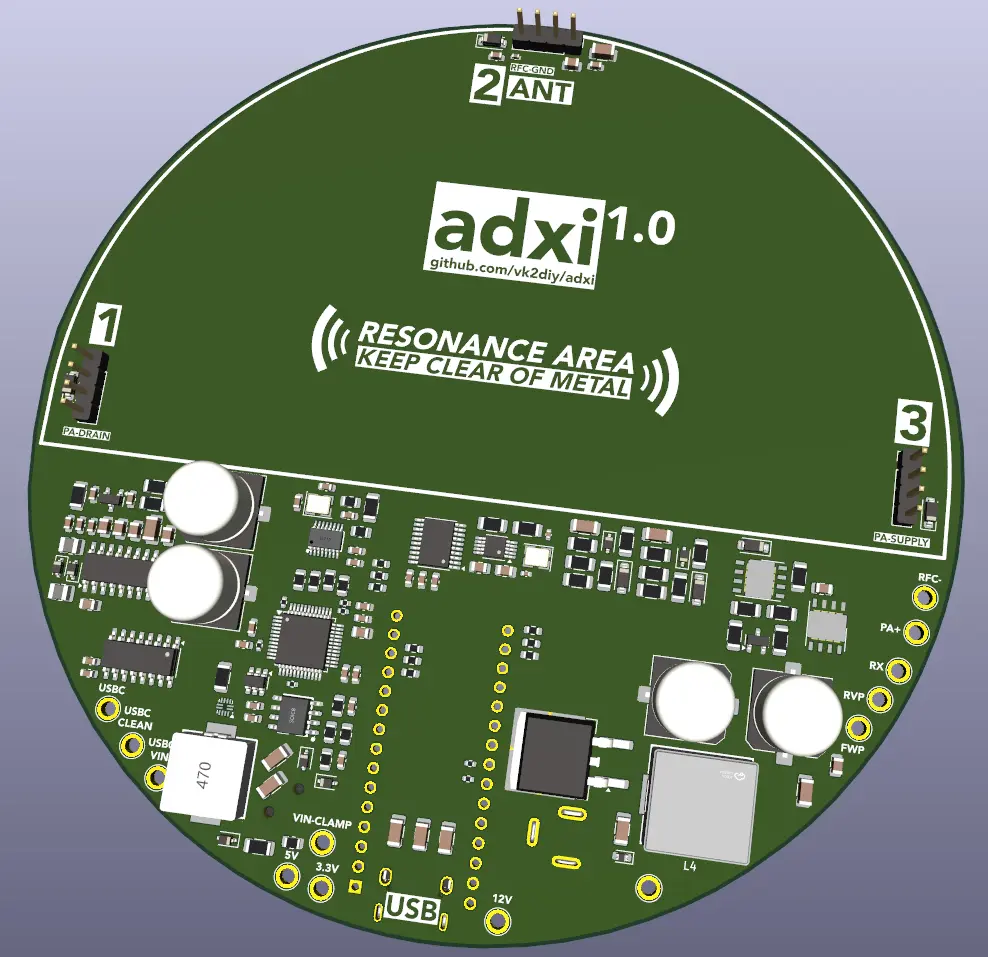 RFC-GND
2 ANT
adxi 1.0
github.com/vk2diy/adxi
RESONANCE AREA
KEEP CLEAR OF METAL
1
PA-DRAIN
3
PA-SUPPLY
RFC-
PA+
RX
RVP
FWP
USBC
USBC
CLEAN
USBC
VIN
470
VIN-CLAMP
5V
3.3V
USB
12V
L4